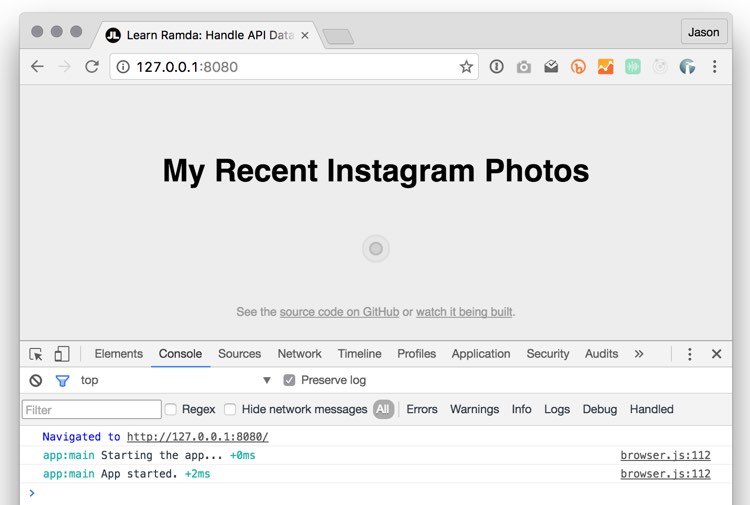 JL Learn Ramda: Handle API Data
Jason
127.0.0.1:8080
My Recent Instagram Photos
See the source code on GitHub or watch it being built.
Elements Console Sources Network Timeline Profiles Application Security Audits »
top Preserve log
Filter Regex Hide network messages All Errors Warnings Info Logs Debug Handled
Navigated to http://127.0.0.1:8080/
app:main Starting the app... +0ms browser.js:112
app:main App started. +2ms browser.js:112
>